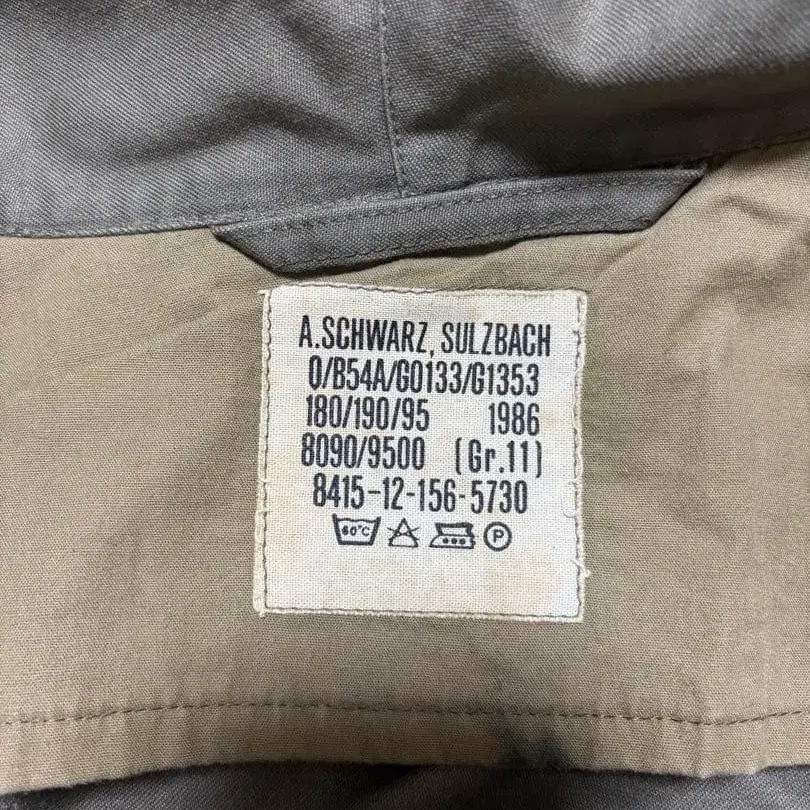 A.SCHWARZ, SULZBACH
0/B54A/G0133/G1353
180/190/95 1986
8090/9500 (Gr.11)
8415-12-156-5730
60°C P